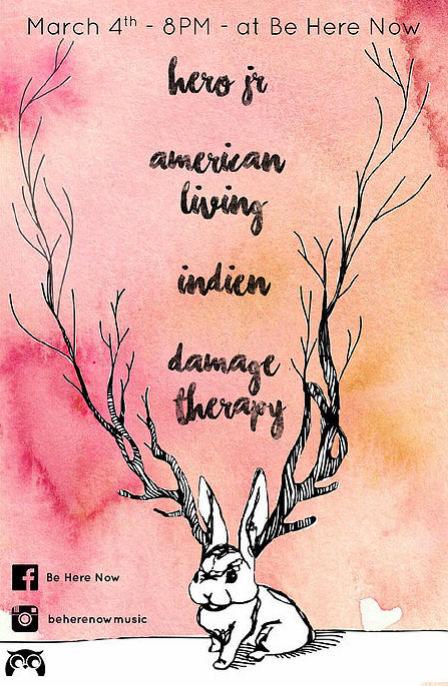 March 4th - 8PM - at Be Here Now
hero jr
american
living
indien
damage
therapy
Be Here Now
beherenowmusic